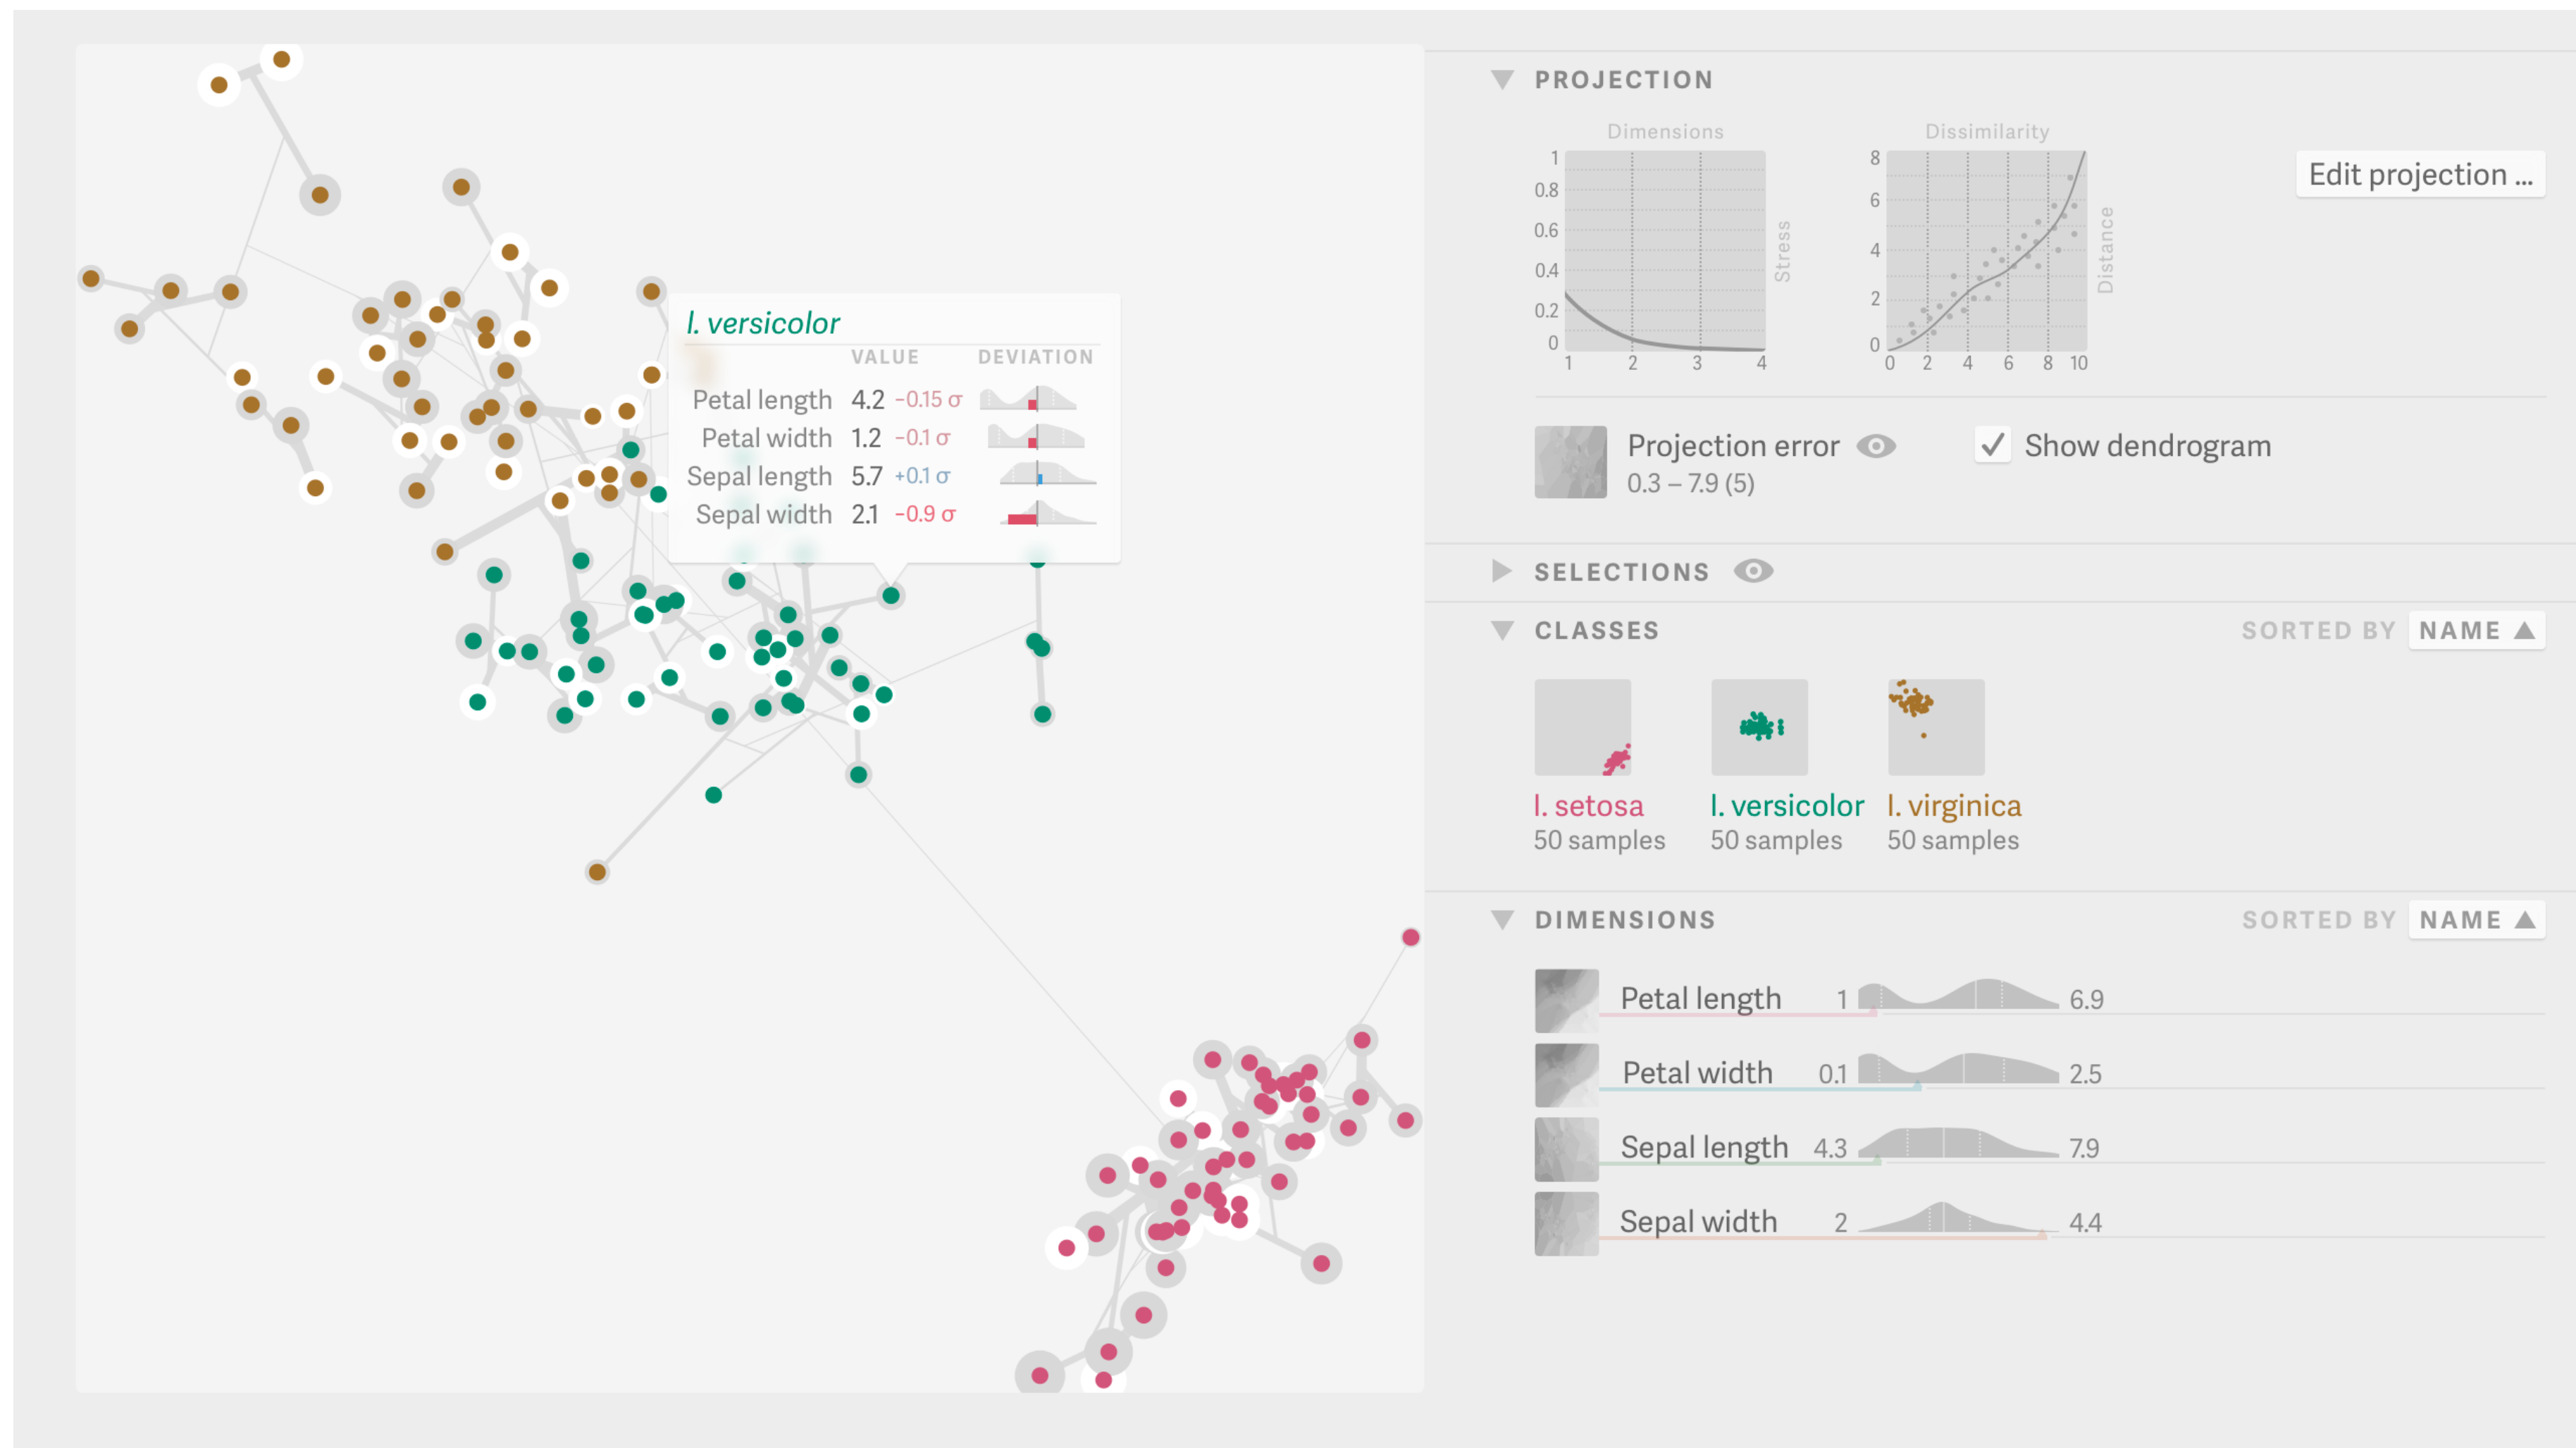 I. versicolor
VALUE DEVIATION
Petal length 4.2 −0.15 σ
Petal width 1.2 −0.1 σ
Sepal length 5.7 +0.1 σ
Sepal width 2.1 −0.9 σ
PROJECTION
Dimensions
1
0.8
0.6
0.4
0.2
0
1 2 3 4
Stress
Dissimilarity
8
6
4
2
0
0 2 4 6 8 10
Distance
Edit projection ...
Projection error
0.3 – 7.9 (5)
Show dendrogram
SELECTIONS
CLASSES SORTED BY NAME
I. setosa I. versicolor I. virginica
50 samples 50 samples 50 samples
DIMENSIONS SORTED BY NAME
Petal length 1 6.9
Petal width 0.1 2.5
Sepal length 4.3 7.9
Sepal width 2 4.4